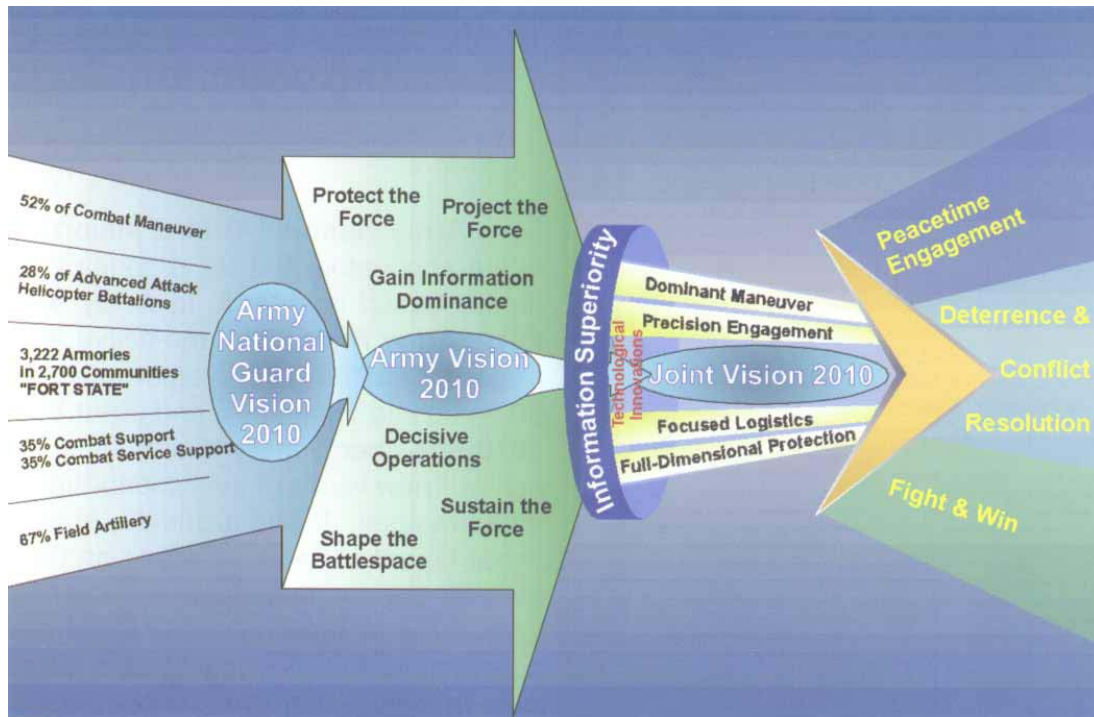 52% of Combat Maneuver
28% of Advanced Attack
Helicopter Battalions
3,222 Armories
in 2,700 Communities
"FORT STATE"
35% Combat Support
35% Combat Service Support
67% Field Artillery
Army
National
Guard
Vision
2010
Protect the
Force
Project the
Force
Gain Information
Dominance
Army Vision
2010
Decisive
Operations
Sustain the
Force
Shape the
Battlespace
Information Superiority
Technological
Innovations
Dominant Maneuver
Precision Engagement
Joint Vision 2010
Focused Logistics
Full-Dimensional Protection
Peacetime
Engagement
Deterrence &
Conflict
Resolution
Fight & Win